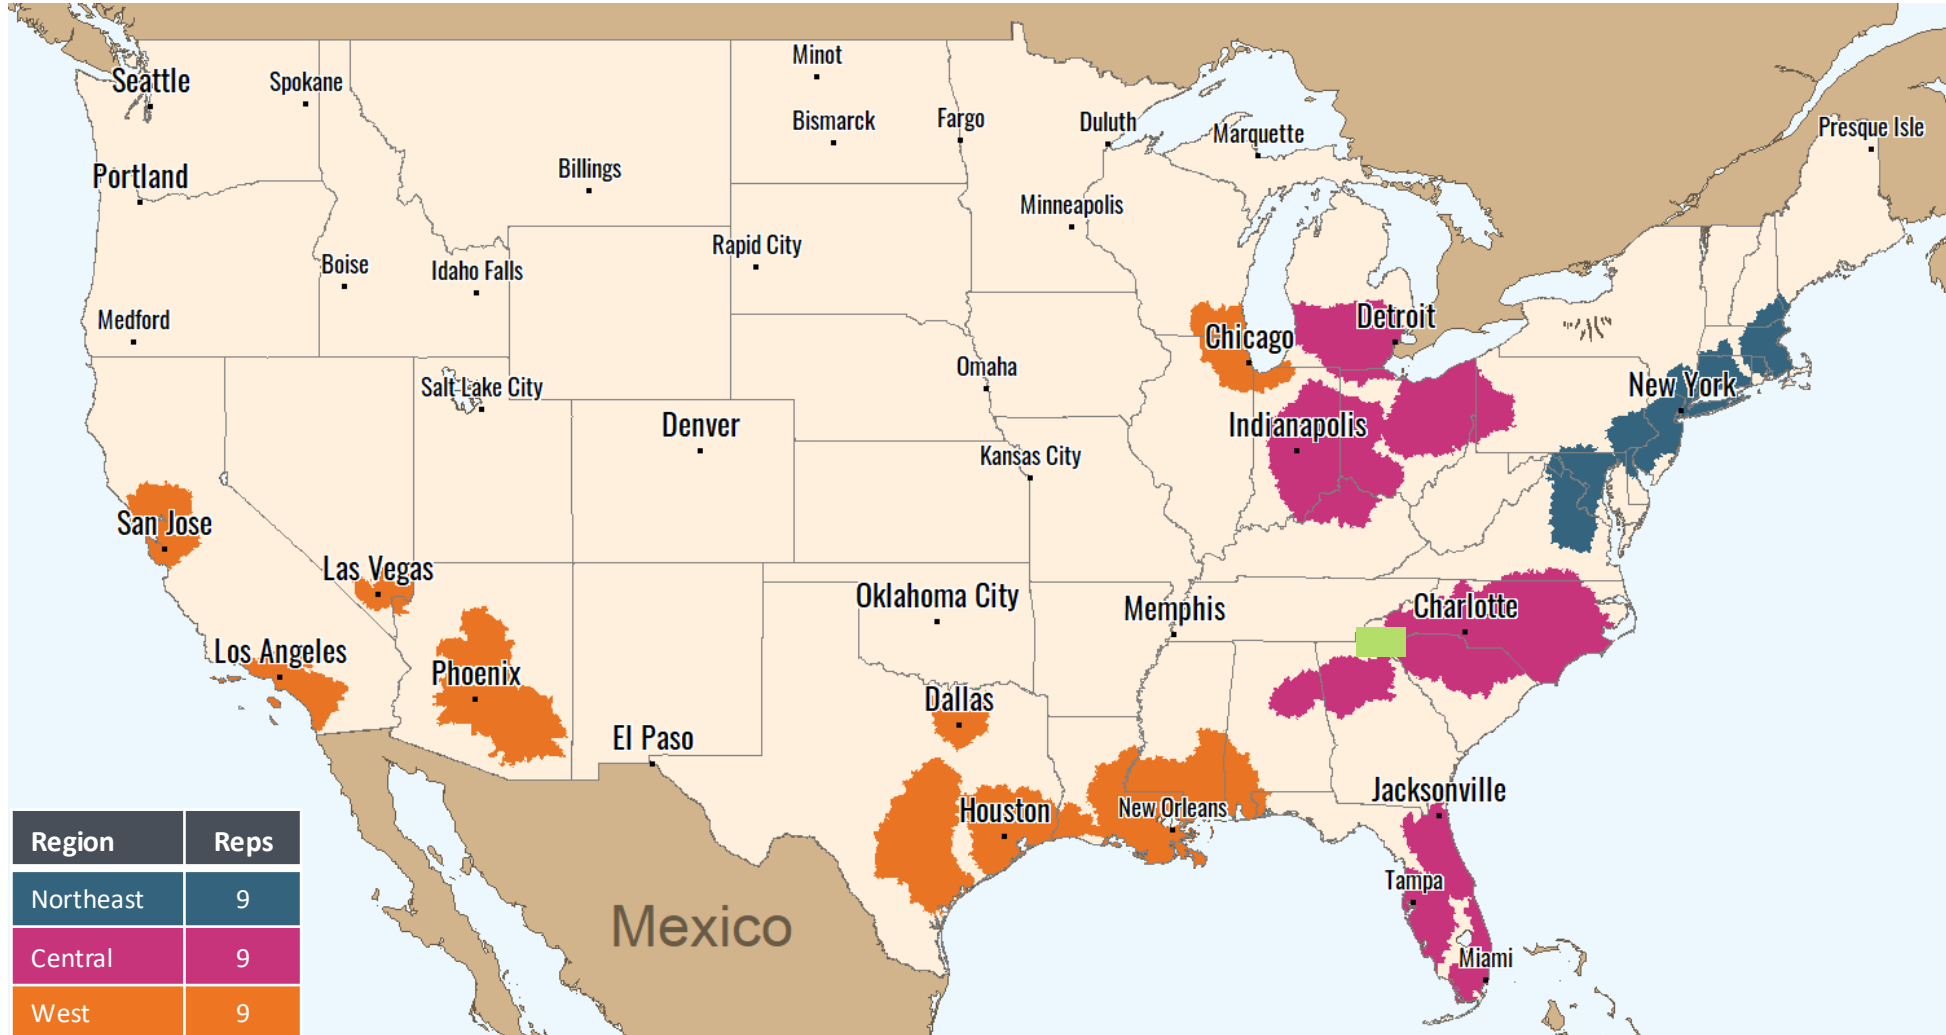 Minot
Seattle
Spokane
Bismarck
Fargo
Duluth
Marquette
Presque Isle
Portland
Billings
Minneapolis
Rapid City
Boise
Idaho Falls
Medford
Detroit
Chicago
Omaha
Salt Lake City
New York
Denver
Indianapolis
Kansas City
San Jose
Las Vegas
Oklahoma City
Memphis
Charlotte
Los Angeles
Phoenix
Dallas
El Paso
Jacksonville
Houston
New Orleans
Tampa
Mexico
Miami
Region Reps
Northeast 9
Central 9
West 9